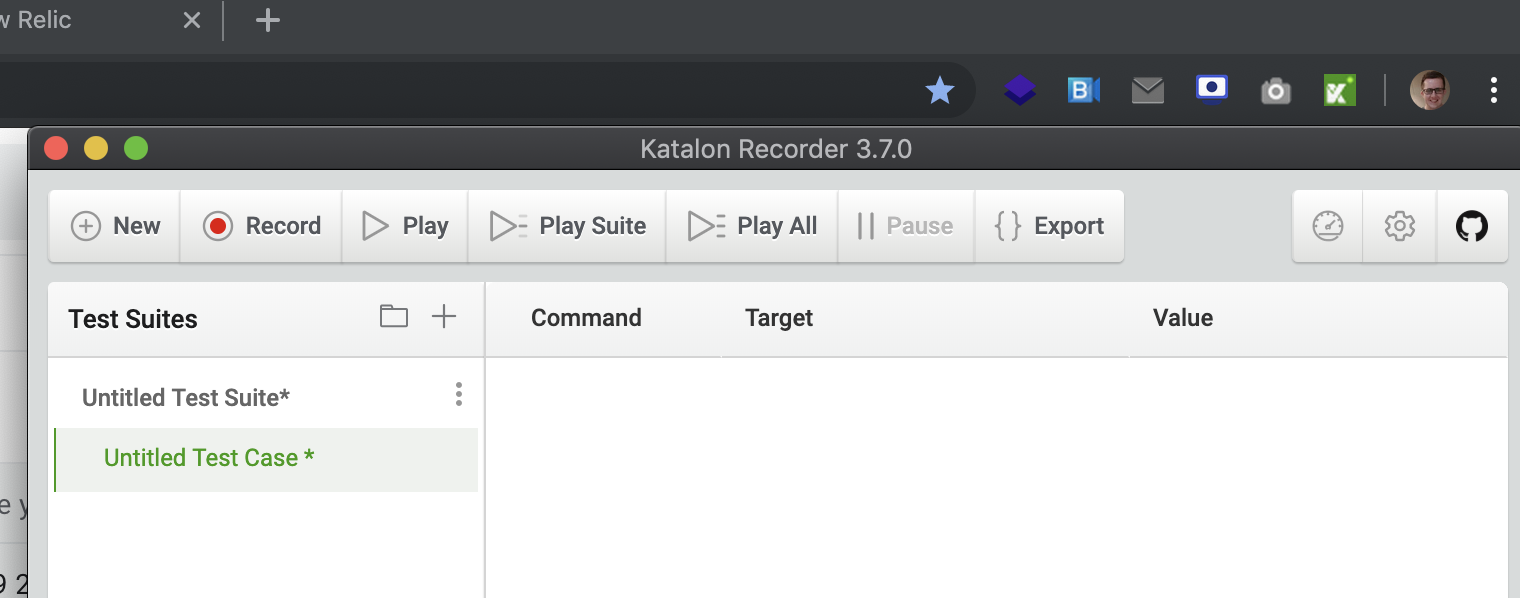 w Relic
B
Katalon Recorder 3.7.0
New Record Play Play Suite Play All Pause Export
Test Suites Command Target Value
Untitled Test Suite*
Untitled Test Case *
e y
9 2